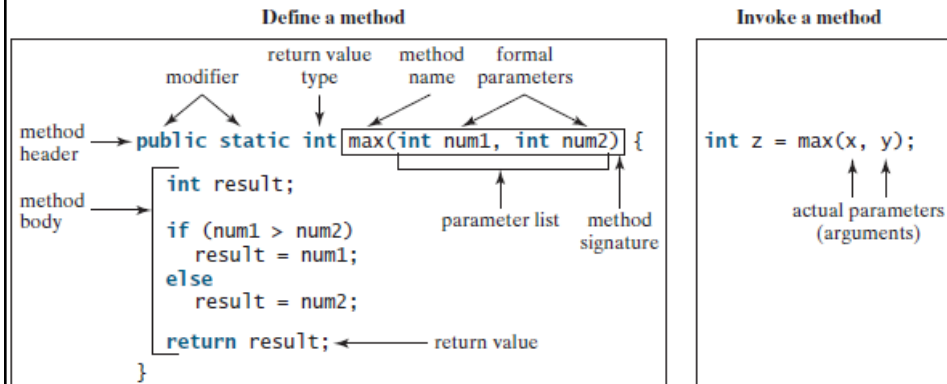 Define a method
Invoke a method
return value method formal
modifier type name parameters
method
header
public static int max(int num1, int num2) {
method
body
int result;
parameter list method
signature
if (num1 > num2)
result = num1;
else
result = num2;
return result; return value
}
int z = max(x, y);
actual parameters
(arguments)